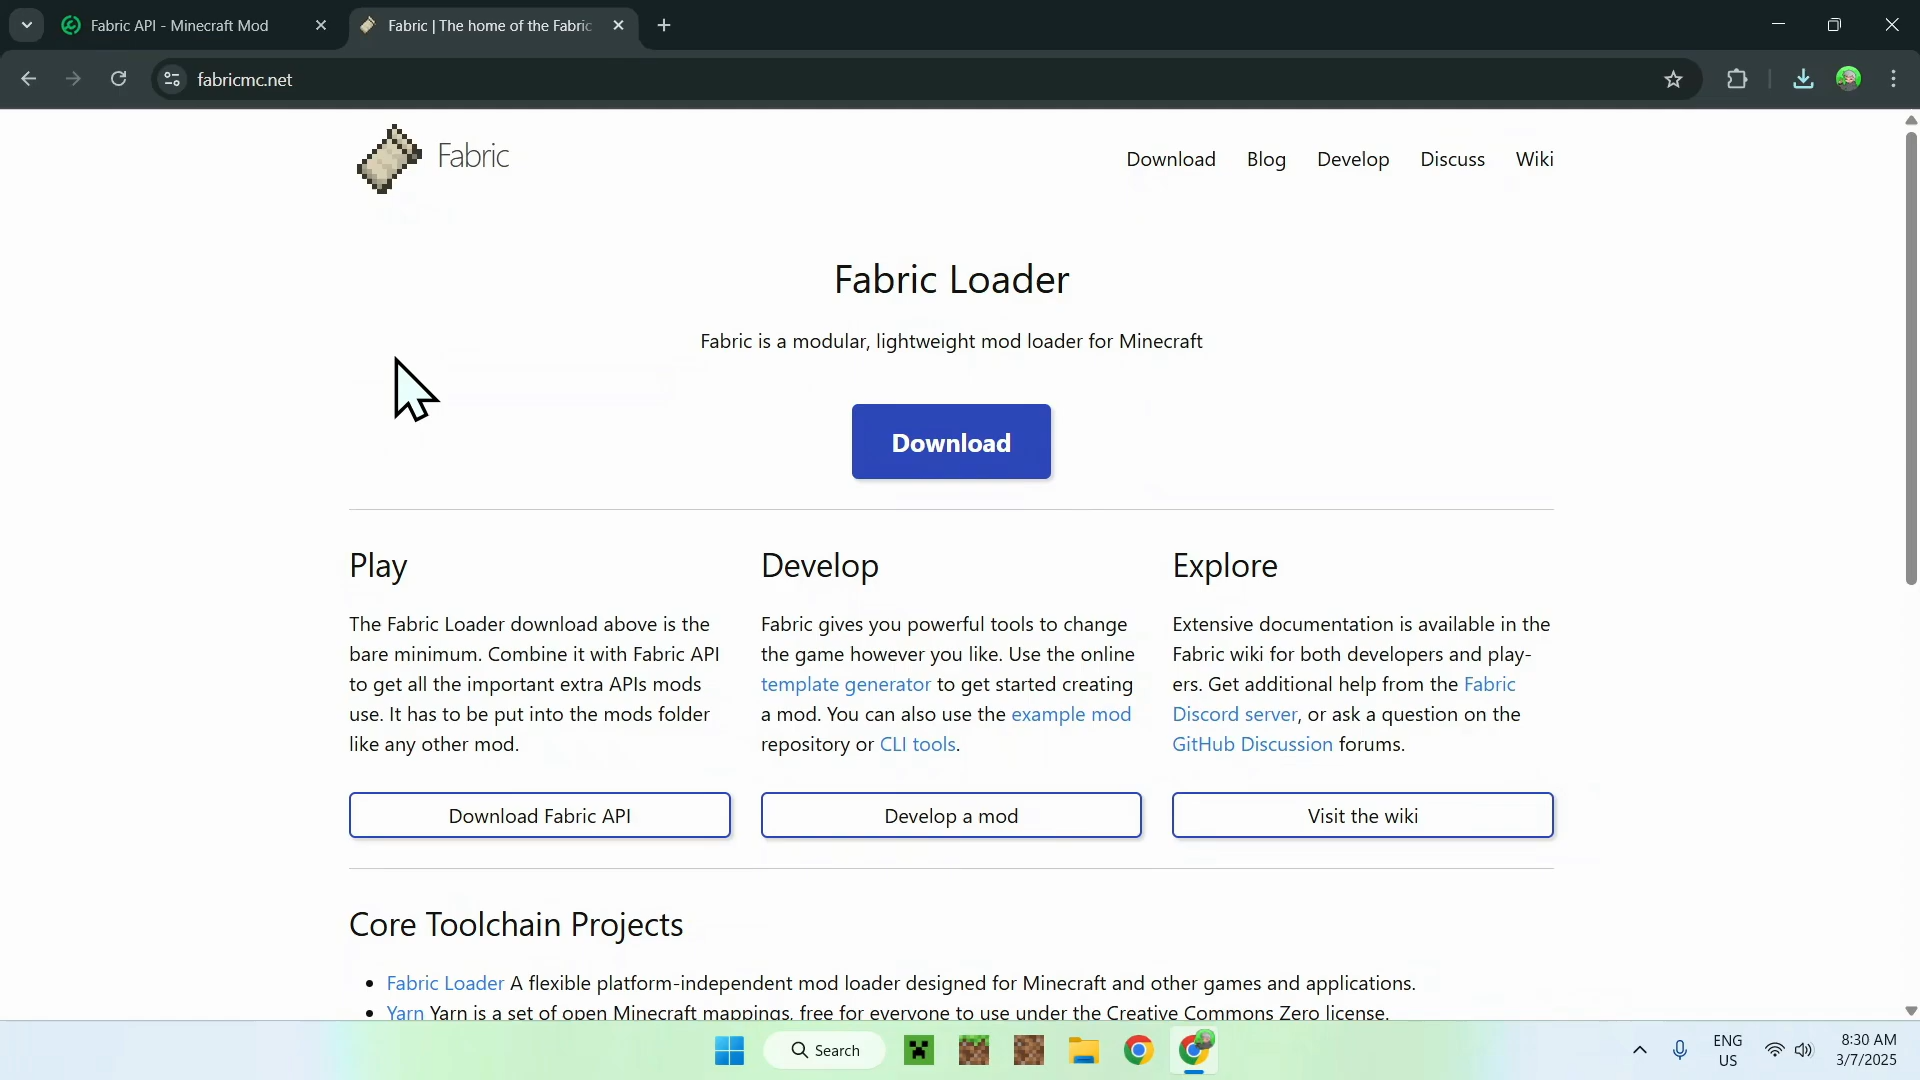 Fabric API - Minecraft Mod
Fabric | The home of the Fabric
fabricmc.net
Fabric
Download
Blog
Develop
Discuss
Wiki
Fabric Loader
Fabric is a modular, lightweight mod loader for Minecraft
Download
Play
The Fabric Loader download above is the
bare minimum. Combine it with Fabric API
to get all the important extra APIs mods
use. It has to be put into the mods folder
like any other mod.
Download Fabric API
Develop
Fabric gives you powerful tools to change
the game however you like. Use the online
template generator to get started creating
a mod. You can also use the example mod
repository or CLI tools.
Develop a mod
Explore
Extensive documentation is available in the
Fabric wiki for both developers and play-
ers. Get additional help from the Fabric
Discord server, or ask a question on the
GitHub Discussion forums.
Visit the wiki
Core Toolchain Projects
• Fabric Loader A flexible platform-independent mod loader designed for Minecraft and other games and applications.
• Yarn Yarn is a set of open Minecraft mappings, free for everyone to use under the Creative Commons Zero license.
Search
ENG
US
8:30 AM
3/7/2025